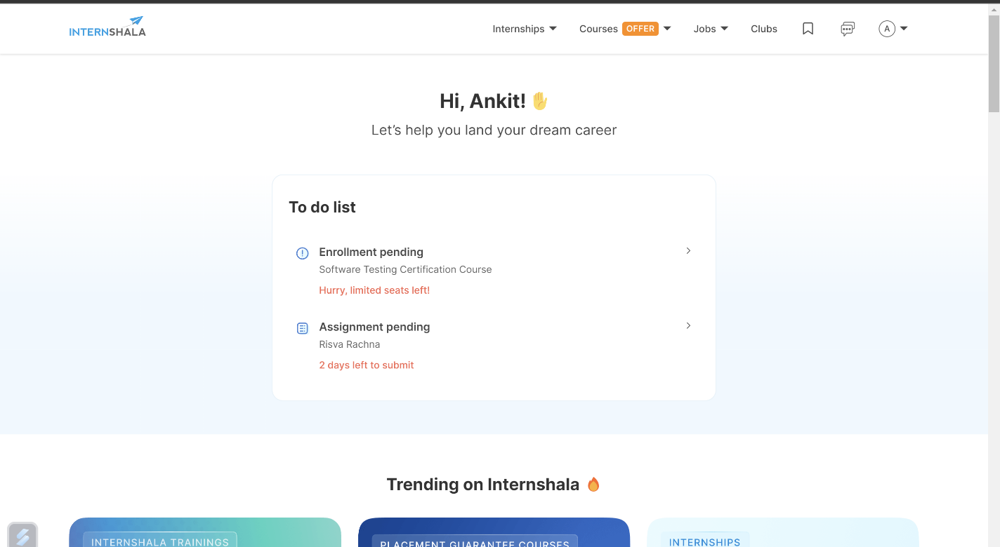 INTERNSHALA
Internships
Courses OFFER
Jobs
Clubs
A
Hi, Ankit!
Let’s help you land your dream career
To do list
Enrollment pending
Software Testing Certification Course
Hurry, limited seats left!
Assignment pending
Risva Rachna
2 days left to submit
Trending on Internshala
INTERNSHALA TRAININGS
PLACEMENT GUARANTEE COURSES
INTERNSHIPS